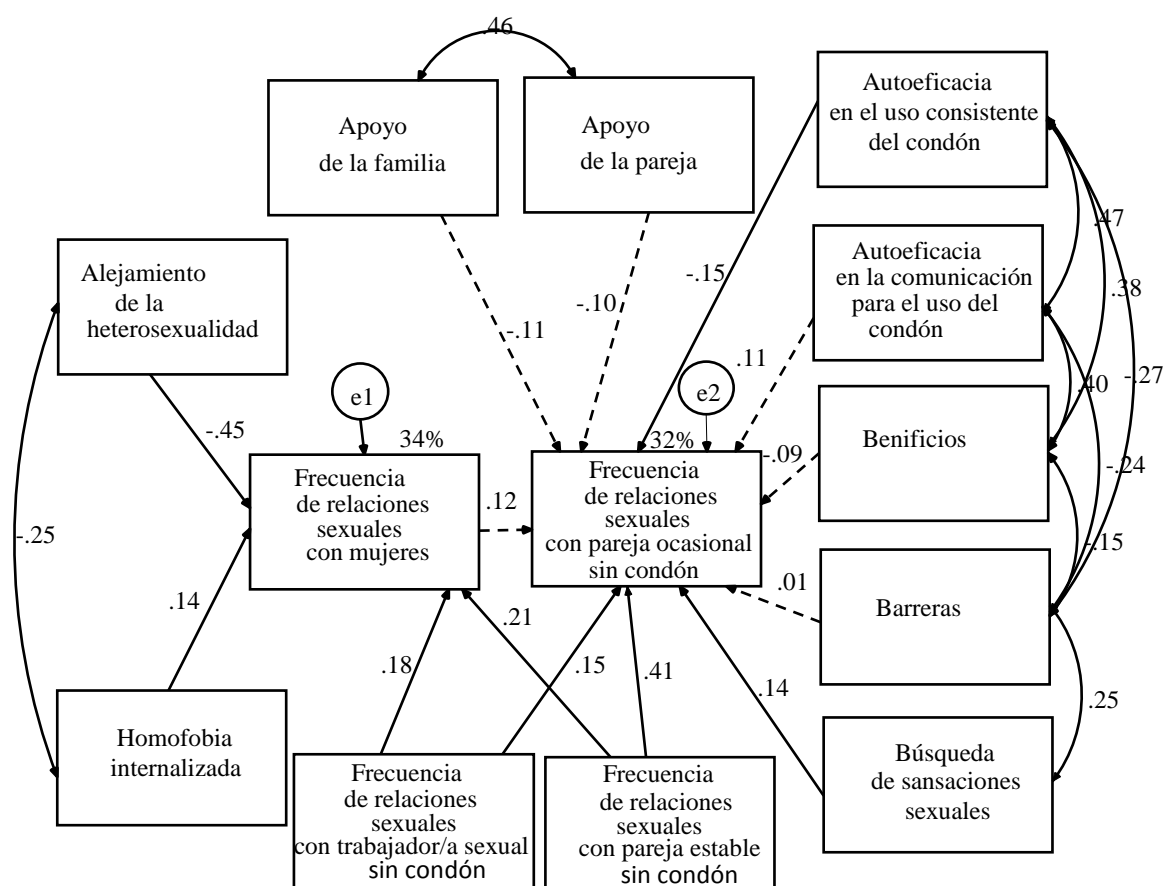 .46
Apoyo
de la familia
Apoyo
de la pareja
Autoeficacia
en el uso consistente
del condón
Alejamiento
de la
heterosexualidad
Autoeficacia
en la comunicación
para el uso del
condón
-.15
.47
.38
-.10
-.11
.11
-.27
.40
e1
e2
-.45
34%
32%
-.09
Benificios
-.24
Frecuencia
de relaciones
sexuales
con mujeres
.12
Frecuencia
de relaciones
sexuales
con pareja ocasional
sin condón
-.25
-.15
.01
.14
Barreras
.21
.18
.15
.41
.14
.25
Homofobia
internalizada
Frecuencia
de relaciones
sexuales
con trabajador/a sexual
sin condón
Frecuencia
de relaciones
sexuales
con pareja estable
sin condón
Búsqueda
de sansaciones
sexuales